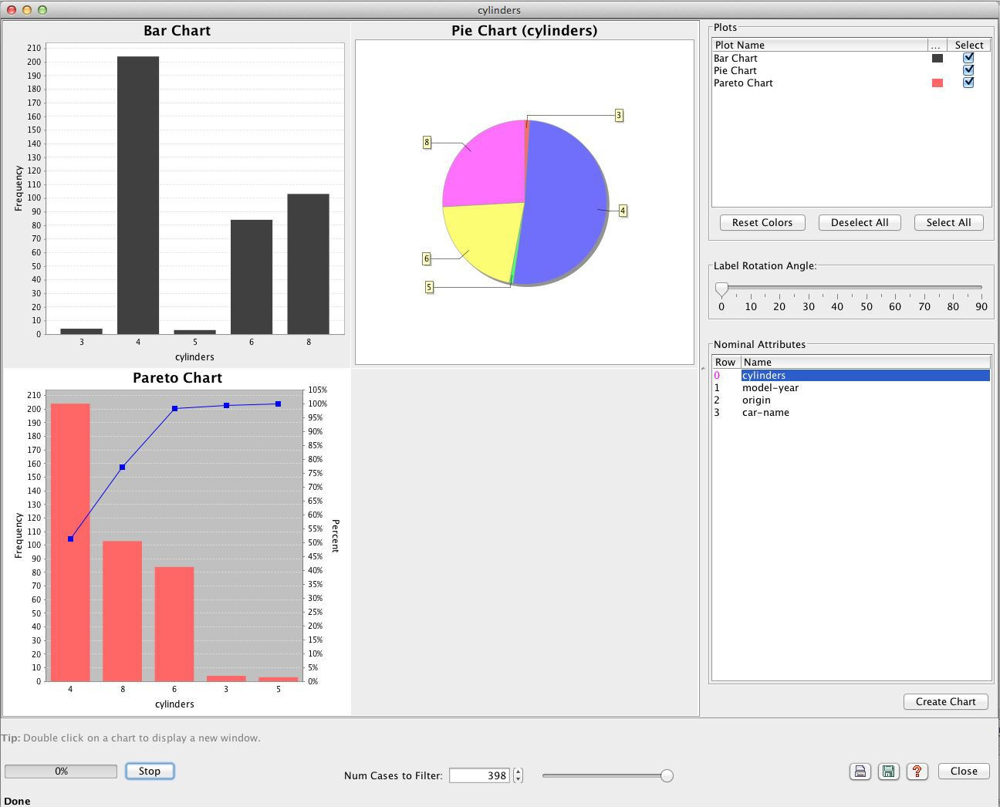 cylinders
Bar Chart
210
200
190
180
170
160
150
140
130
120
110
100
90
80
70
60
50
40
30
20
10
0
Frequency
3 4 5 6 8
cylinders
Pie Chart (cylinders)
3
8
4
6
5
Pareto Chart
210
200
190
180
170
160
150
140
130
120
110
100
90
80
70
60
50
40
30
20
10
0
Frequency
105%
100%
95%
90%
85%
80%
75%
70%
65%
60%
55%
50%
45%
40%
35%
30%
25%
20%
15%
10%
5%
0%
Percent
4 8 6 3 5
cylinders
Plots
Plot Name ... Select
Bar Chart
Pie Chart
Pareto Chart
Reset Colors Deselect All Select All
Label Rotation Angle:
0 10 20 30 40 50 60 70 80 90
Nominal Attributes
Row Name
0 cylinders
1 model-year
2 origin
3 car-name
Create Chart
Tip: Double click on a chart to display a new window.
0% Stop Num Cases to Filter: 398 ? Close
Done